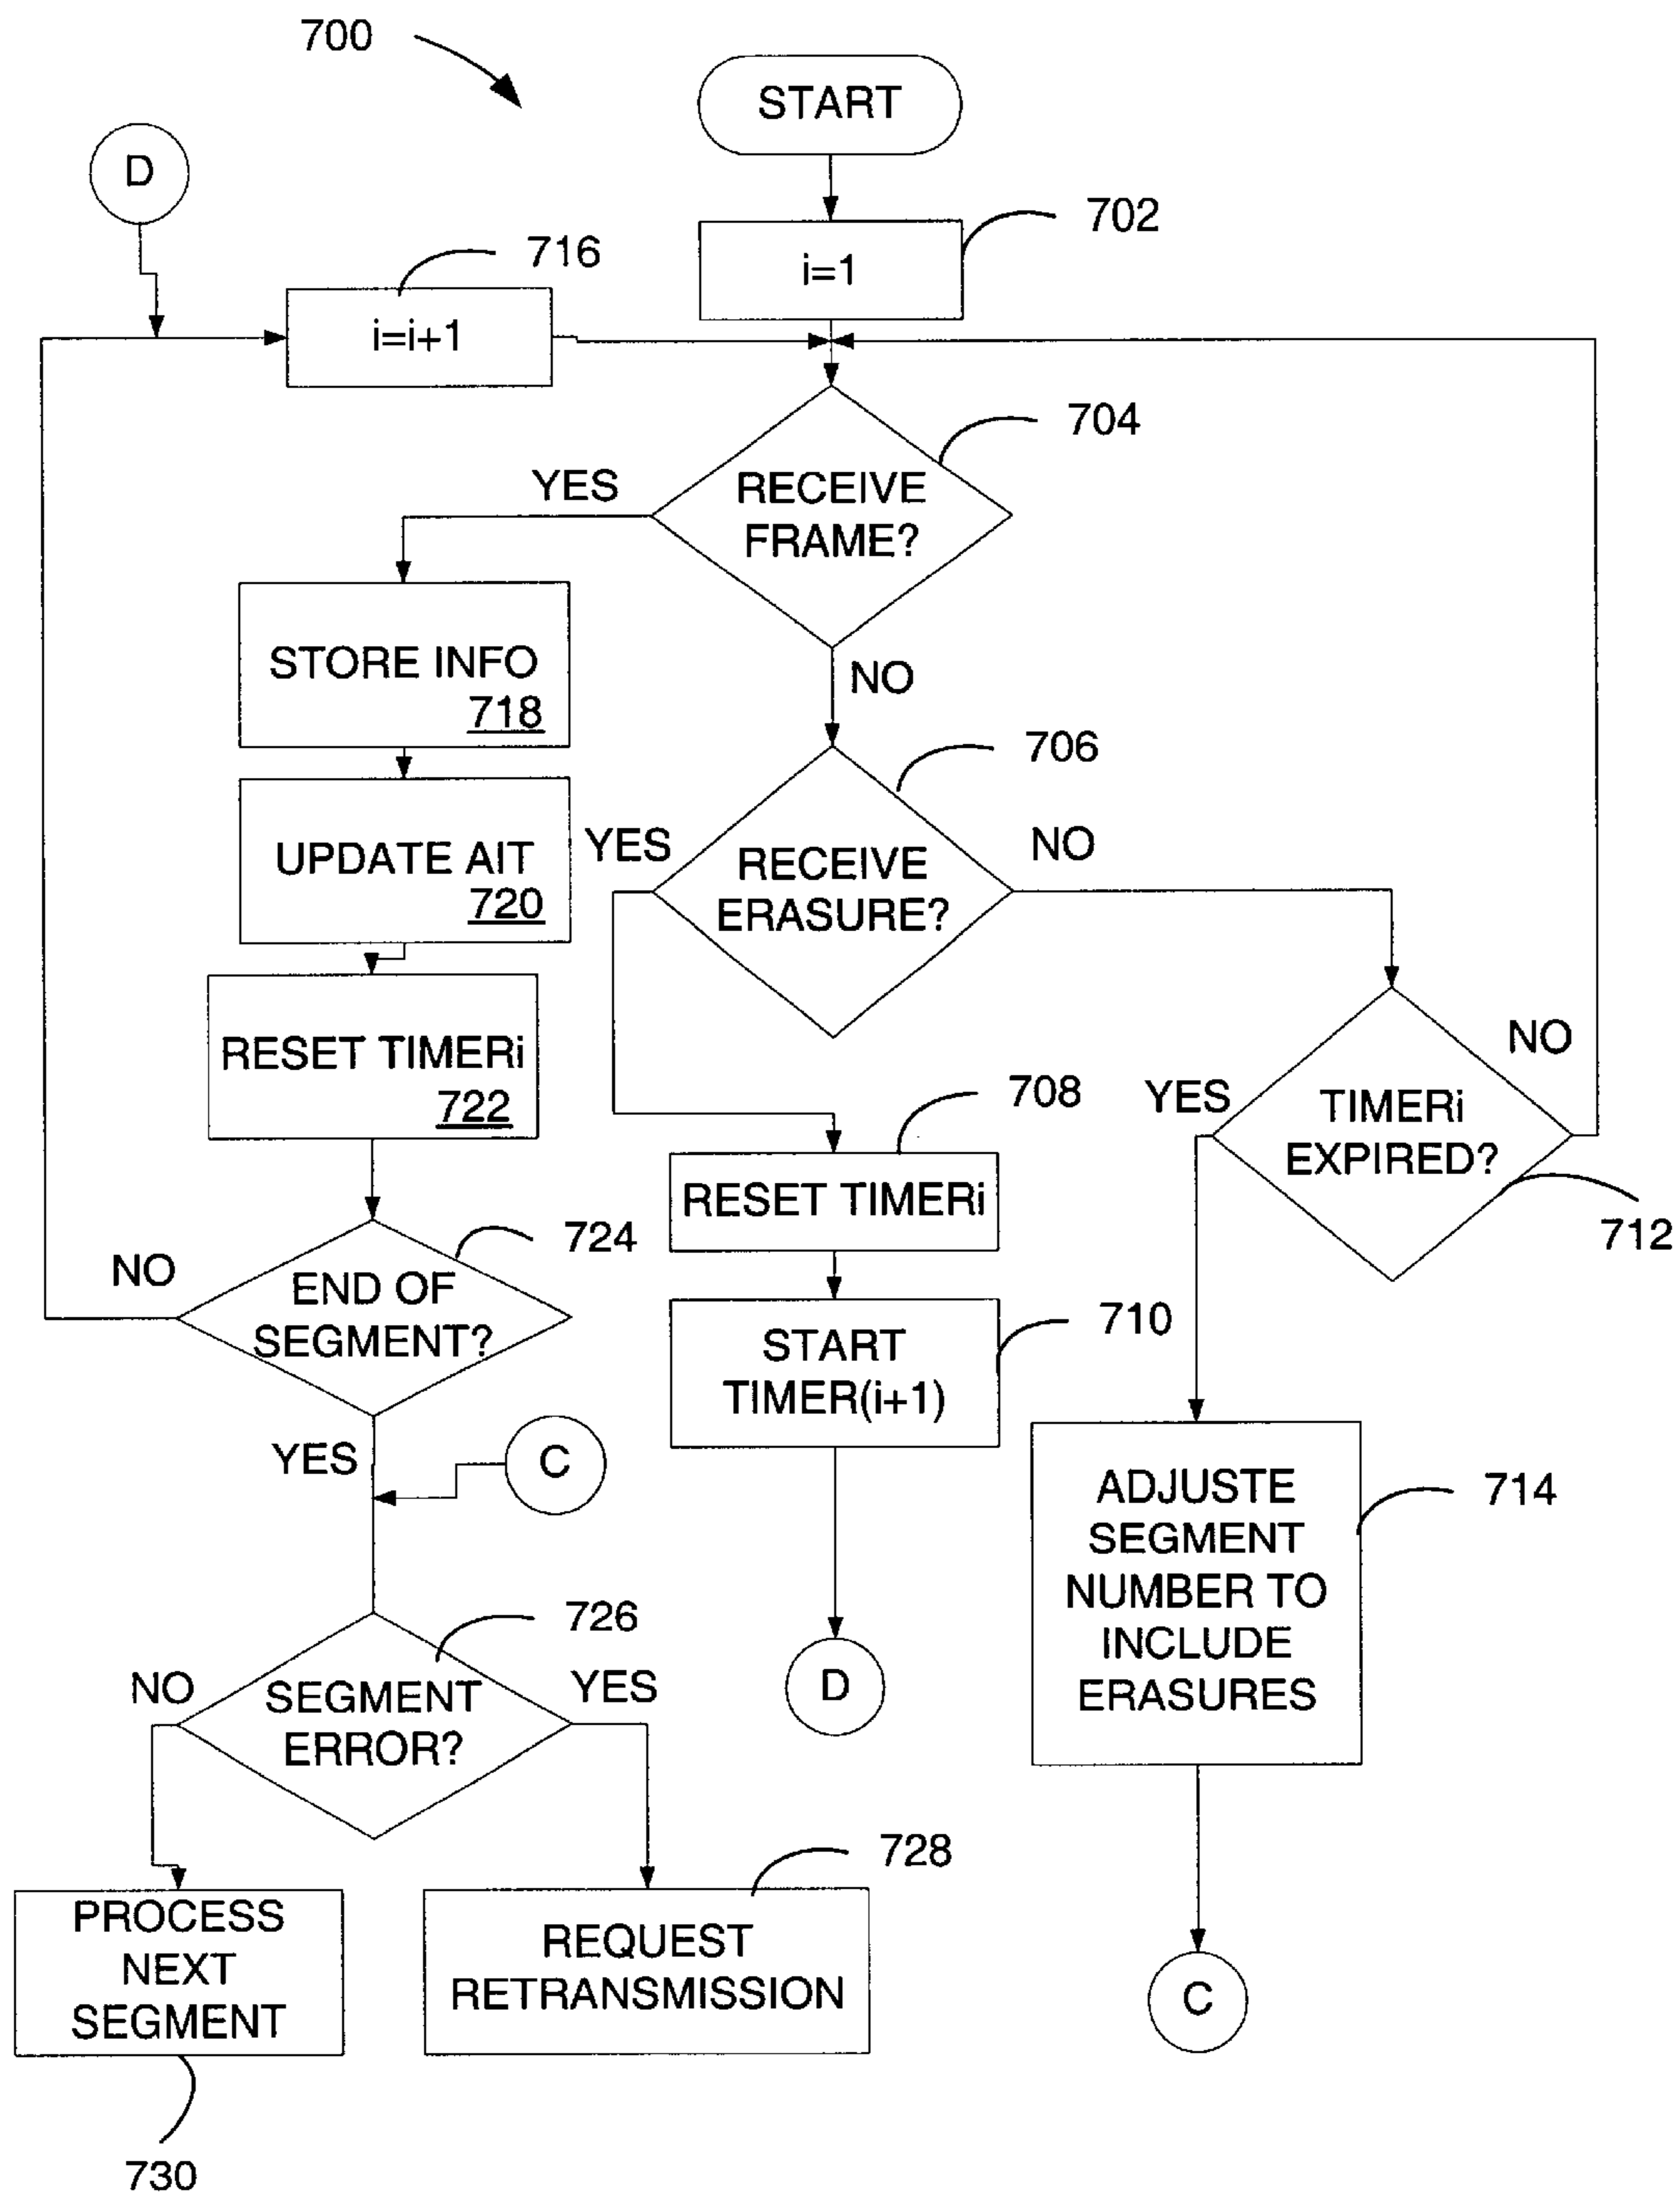 700
START
D
702
i=1
716
i=i+1
704
YES
RECEIVE
FRAME?
STORE INFO
718
NO
706
UPDATE AIT
720
YES
RECEIVE
ERASURE?
NO
RESET TIMERi
722
NO
708
YES
TIMERi
EXPIRED?
RESET TIMERi
712
724
NO
END OF
SEGMENT?
710
START
TIMER(i+1)
YES
C
ADJUSTE
SEGMENT
NUMBER TO
INCLUDE
ERASURES
714
726
NO
SEGMENT
ERROR?
YES
D
728
PROCESS
NEXT
SEGMENT
REQUEST
RETRANSMISSION
C
730